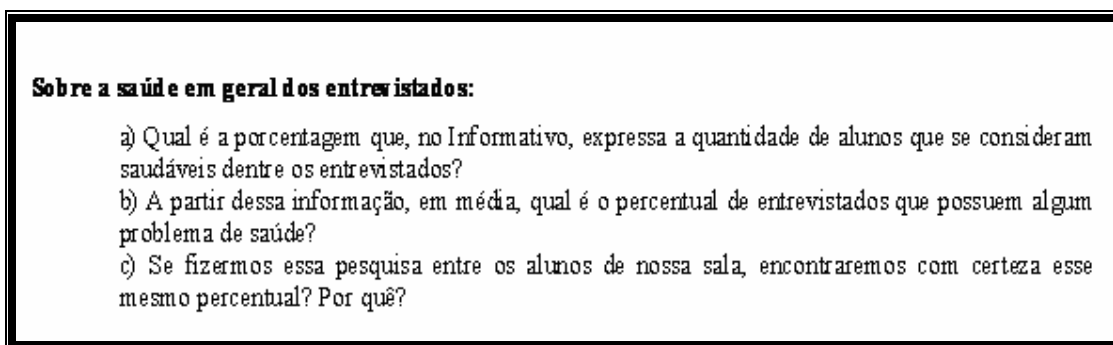 Sobre a saúde em geral dos entrevistados:
a) Qual é a porcentagem que, no Informativo, expressa a quantidade de alunos que se consideram
saudáveis dentre os entrevistados?
b) A partir dessa informação, em média, qual é o percentual de entrevistados que possuem algum
problema de saúde?
c) Se fizermos essa pesquisa entre os alunos de nossa sala, encontraremos com certeza esse
mesmo percentual? Por quê?